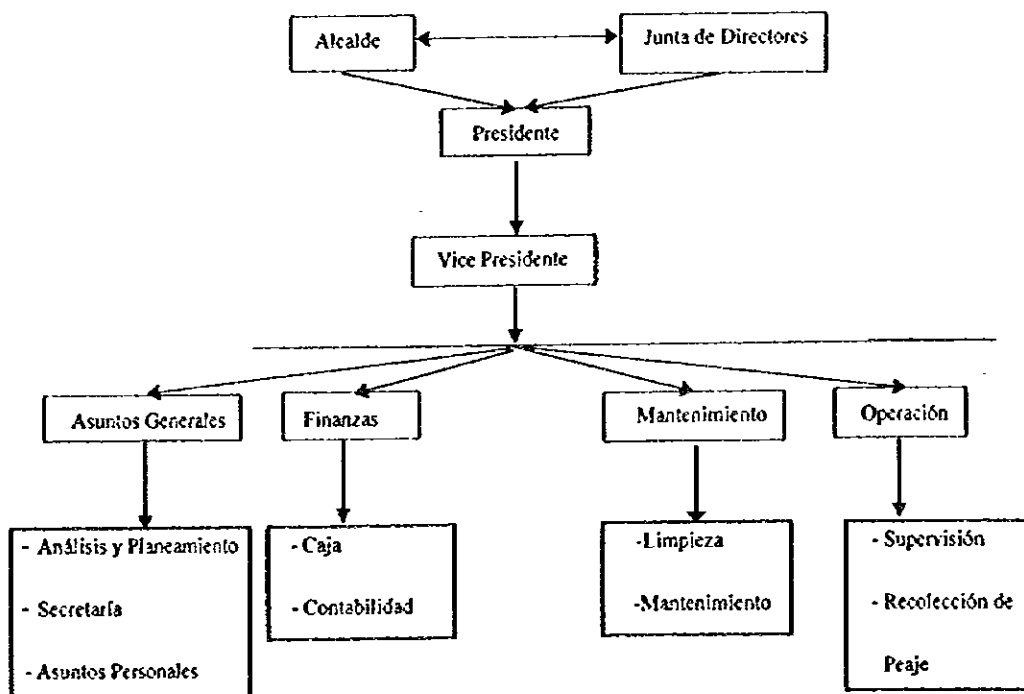 Alcalde
Junta de Directores
Presidente
Vice Presidente
Asuntos Generales
Finanzas
Mantenimiento
Operación
- Análisis y Planeamiento
- Secretaría
- Asuntos Personales
- Caja
- Contabilidad
-Limpieza
-Mantenimiento
- Supervisión
- Recolección de
Peaje